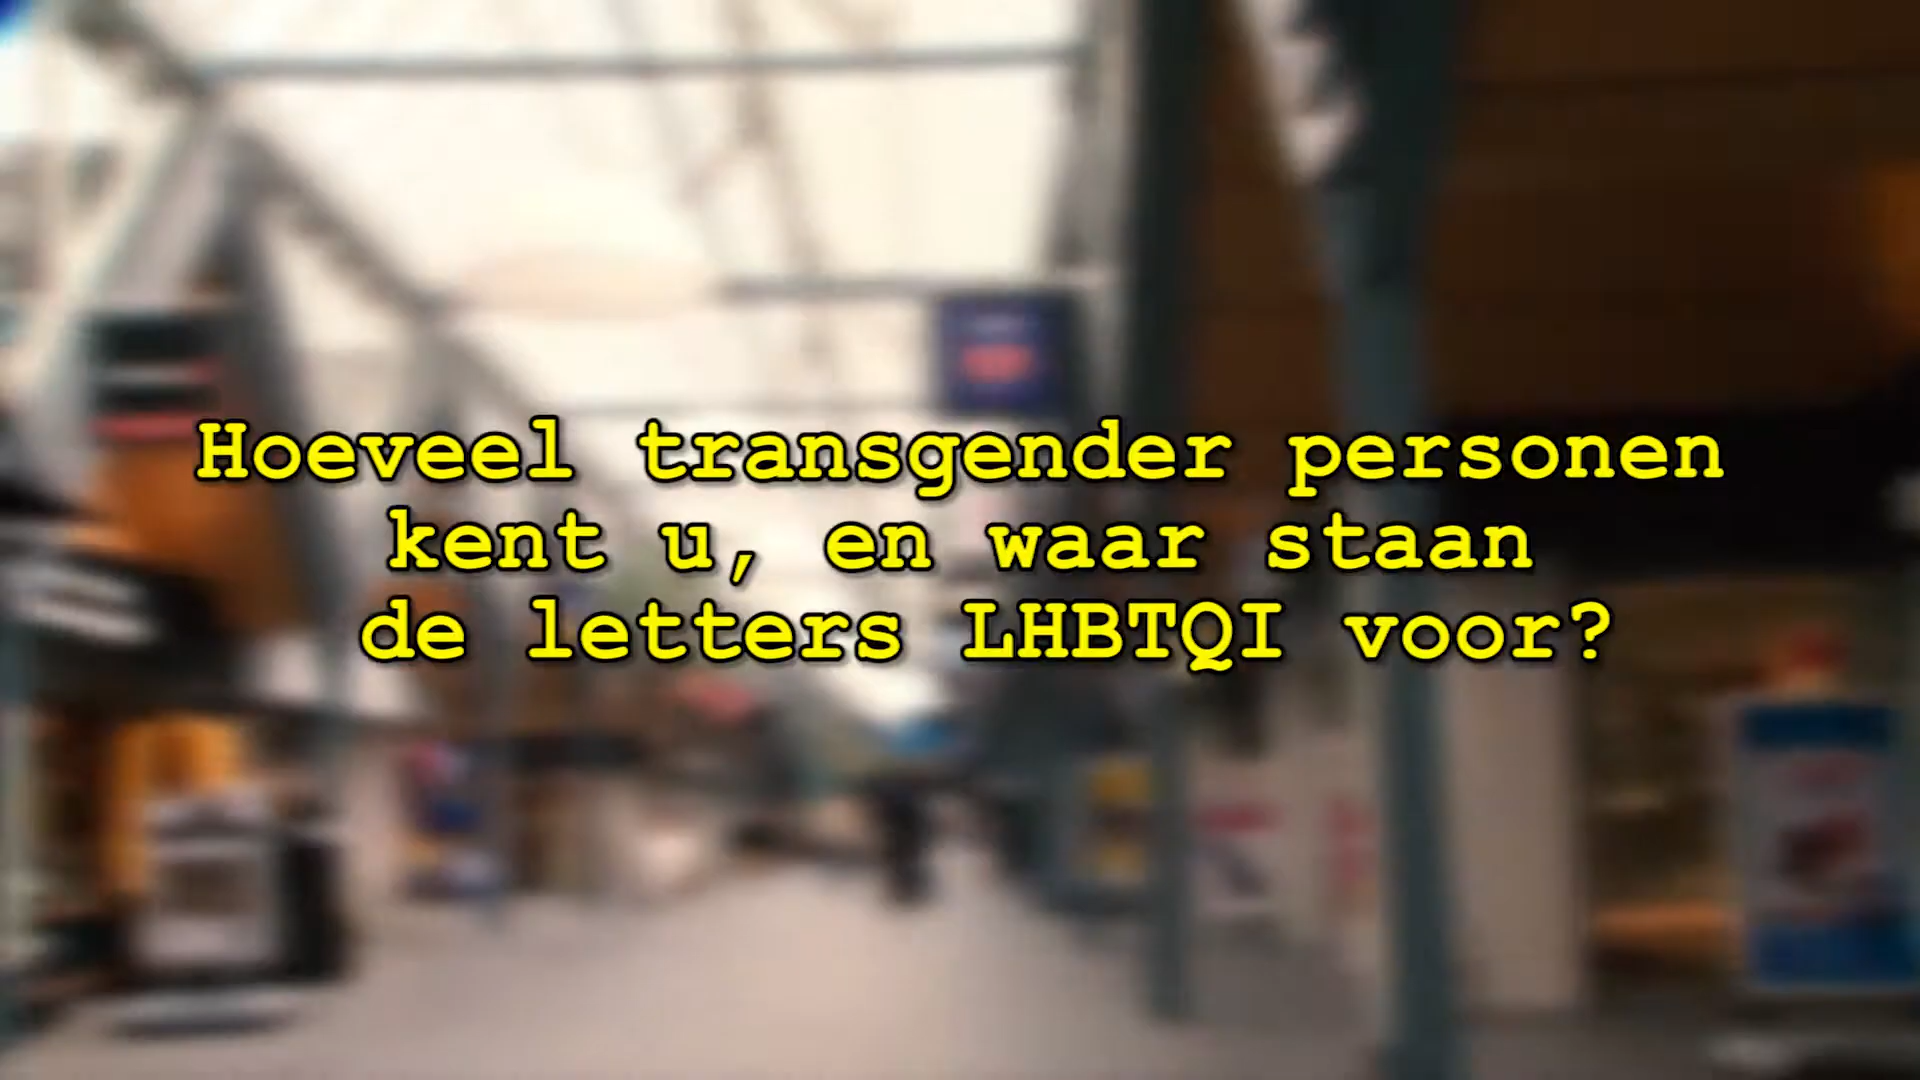 Hoeveel transgender personen
kent u, en waar staan
de letters LHBTQI voor?